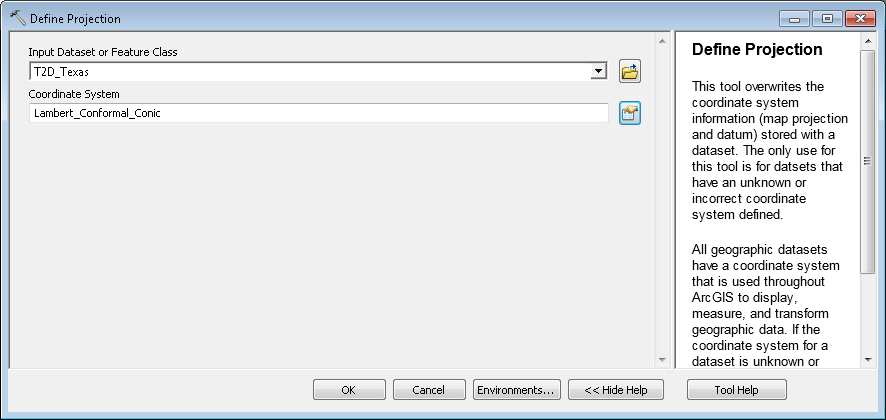 Define Projection
Input Dataset or Feature Class
T2D_Texas
Coordinate System
Lambert_Conformal_Conic
Define Projection
This tool overwrites the
coordinate system
information (map projection
and datum) stored with a
dataset. The only use for
this tool is for datsets that
have an unknown or
incorrect coordinate
system defined.
All geographic datasets
have a coordinate system
that is used throughout
ArcGIS to display,
measure, and transform
geographic data. If the
coordinate system for a
dataset is unknown or
OK
Cancel
Environments...
<< Hide Help
Tool Help